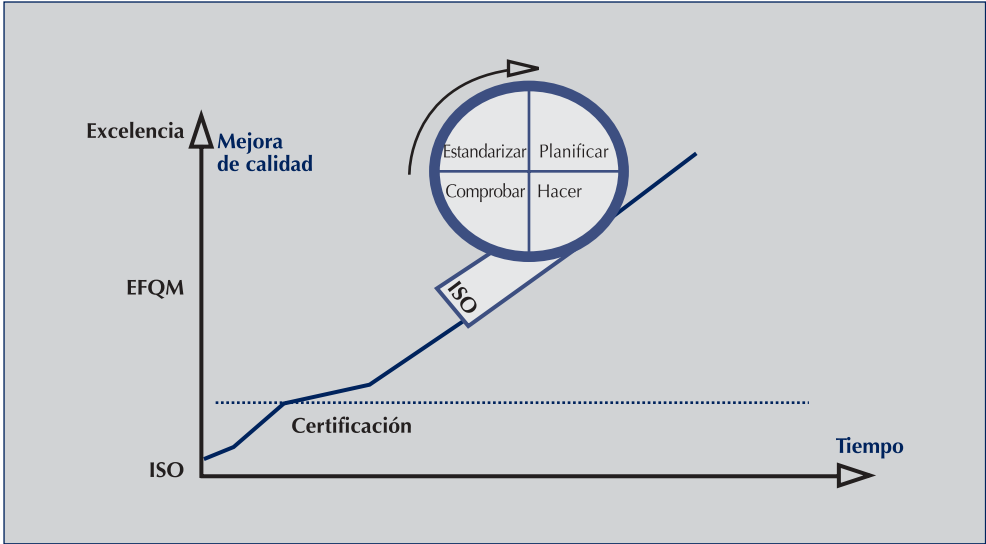 Excelencia
Mejora
de calidad
Estandarizar
Planificar
Comprobar
Hacer
EFQM
ISO
Certificación
Tiempo
ISO